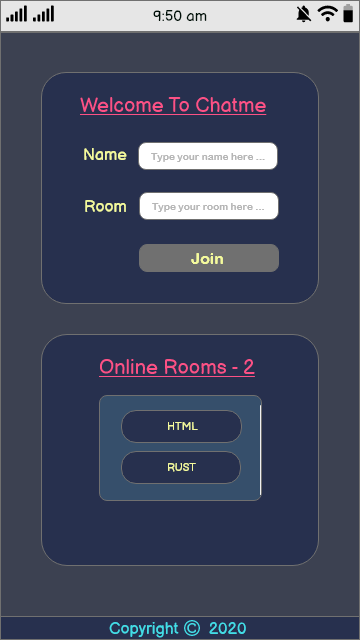 9:50 am
Welcome To Chatme
Name
Type your name here ...
Room
Type your room here ...
Join
Online Rooms - 2
HTML
RUST
Copyright © 2020